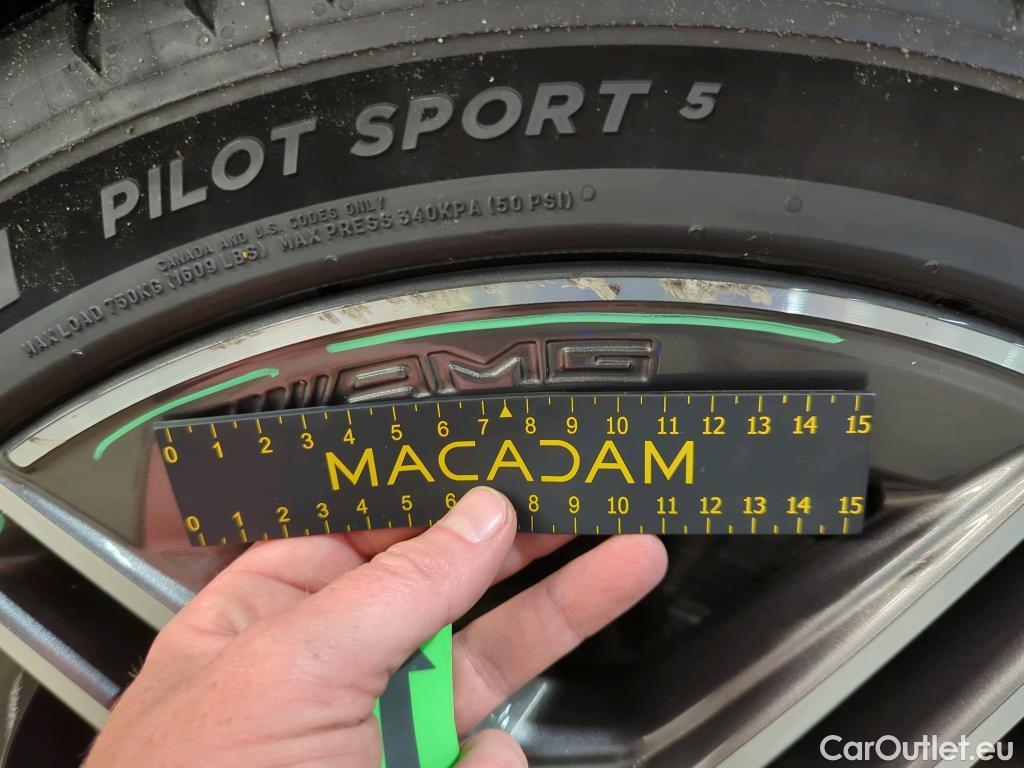 PILOT SPORT 5
CANADA AND U.S. CODES ONLY
MAX LOAD 730KG (1609 LBS) MAX PRESS 340KPA (50 PSI)
AMG
0 1 2 3 4 5 6 7 8 9 10 11 12 13 14 15
MACADAM
0 1 2 3 4 5 6 8 9 10 11 12 13 14 15
CarOutlet.eu